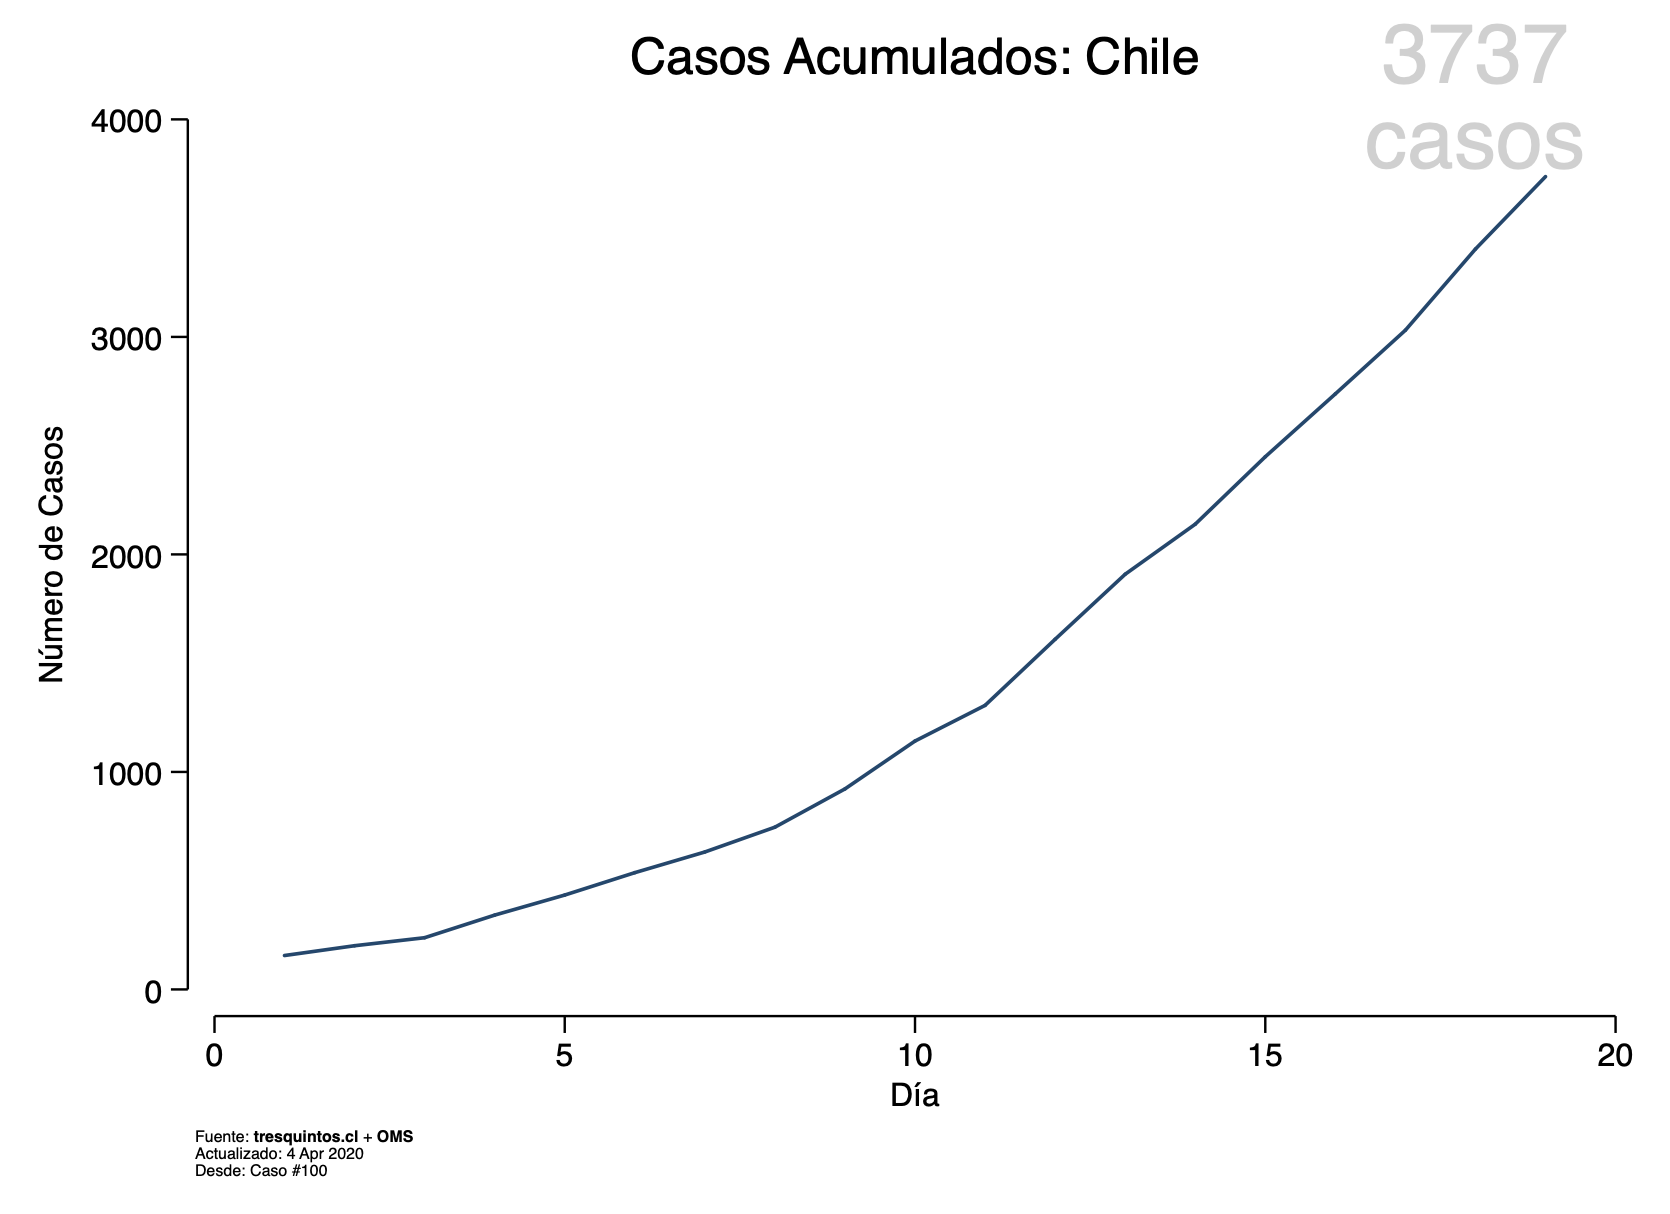 Casos Acumulados: Chile
3737
casos
Número de Casos
4000
3000
2000
1000
0
0 5 10 15 20
Día
Fuente: tresquintos.cl + OMS
Actualizado: 4 Apr 2020
Desde: Caso #100